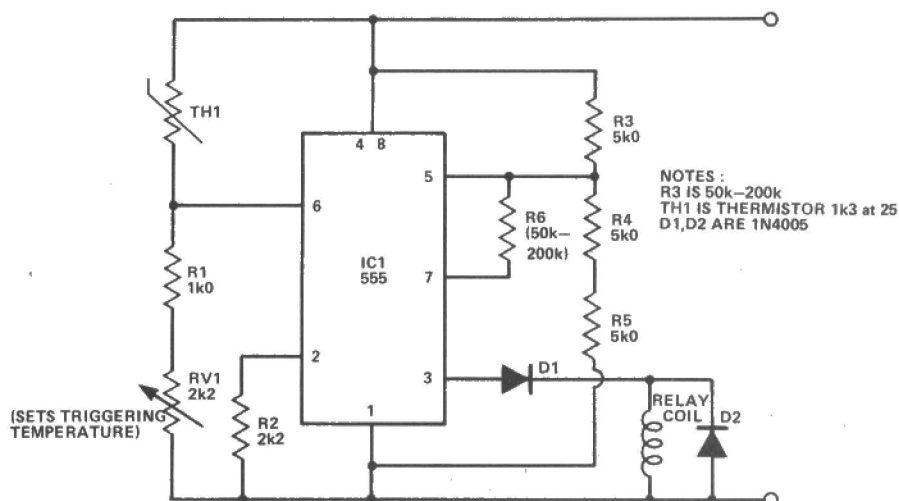 TH1
4 8
R3
5k0
5
NOTES :
R3 IS 50k–200k
TH1 IS THERMISTOR 1k3 at 25
D1,D2 ARE 1N4005
6
R6
(50k–
200k)
R4
5k0
R1
1k0
IC1
555
7
R5
5k0
2
3
D1
RV1
2k2
(SETS TRIGGERING
TEMPERATURE)
R2
2k2
1
RELAY
COIL
D2